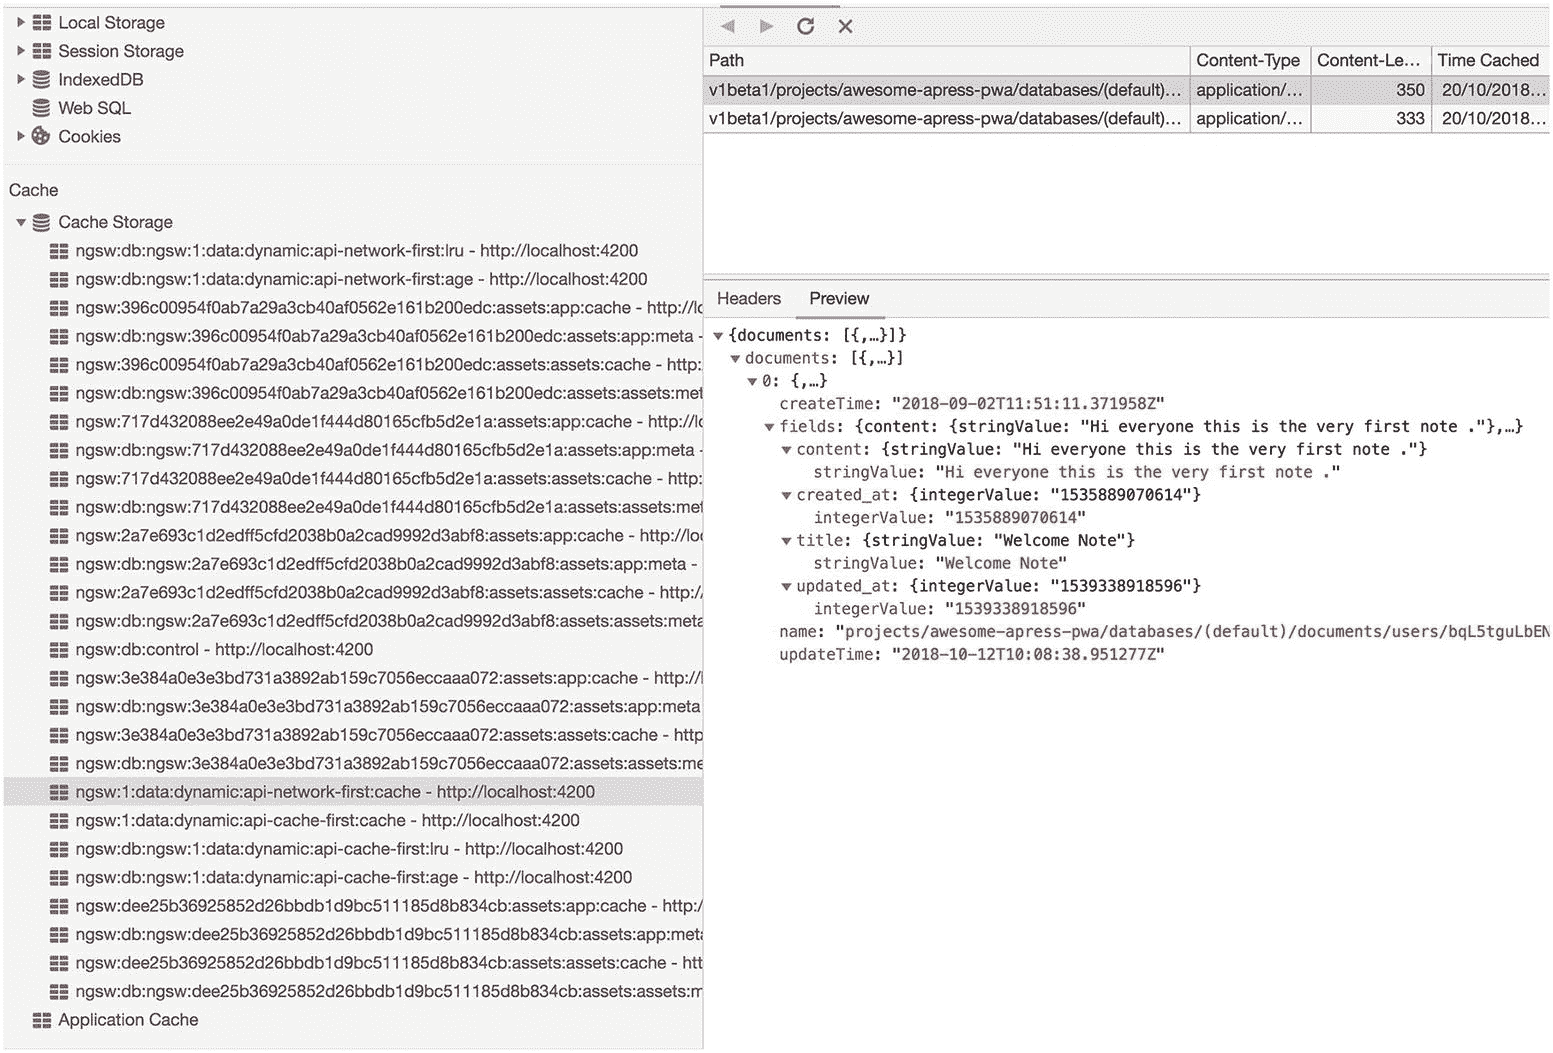 Local Storage
Session Storage
IndexedDB
Web SQL
Cookies
Cache
Cache Storage
ngsw:db:ngsw:1:data:dynamic:api-network-first:lru - http://localhost:4200
ngsw:db:ngsw:1:data:dynamic:api-network-first:age - http://localhost:4200
ngsw:396c00954f0ab7a29a3cb40af0562e161b200edc:assets:app:cache - http://lo
ngsw:db:ngsw:396c00954f0ab7a29a3cb40af0562e161b200edc:assets:app:meta -
ngsw:396c00954f0ab7a29a3cb40af0562e161b200edc:assets:assets:cache - http:
ngsw:db:ngsw:396c00954f0ab7a29a3cb40af0562e161b200edc:assets:assets:met
ngsw:717d432088ee2e49a0de1f444d80165cfb5d2e1a:assets:app:cache - http://lo
ngsw:db:ngsw:717d432088ee2e49a0de1f444d80165cfb5d2e1a:assets:app:meta -
ngsw:717d432088ee2e49a0de1f444d80165cfb5d2e1a:assets:assets:cache - http:
ngsw:db:ngsw:717d432088ee2e49a0de1f444d80165cfb5d2e1a:assets:assets:met
ngsw:2a7e693c1d2edff5cfd2038b0a2cad9992d3abf8:assets:app:cache - http://lo
ngsw:db:ngsw:2a7e693c1d2edff5cfd2038b0a2cad9992d3abf8:assets:app:meta -
ngsw:2a7e693c1d2edff5cfd2038b0a2cad9992d3abf8:assets:assets:cache - http:/
ngsw:db:ngsw:2a7e693c1d2edff5cfd2038b0a2cad9992d3abf8:assets:assets:meta
ngsw:db:control - http://localhost:4200
ngsw:3e384a0e3e3bd731a3892ab159c7056eccaaa072:assets:app:cache - http://l
ngsw:db:ngsw:3e384a0e3e3bd731a3892ab159c7056eccaaa072:assets:app:meta
ngsw:3e384a0e3e3bd731a3892ab159c7056eccaaa072:assets:assets:cache - http
ngsw:db:ngsw:3e384a0e3e3bd731a3892ab159c7056eccaaa072:assets:assets:me
ngsw:1:data:dynamic:api-network-first:cache - http://localhost:4200
ngsw:1:data:dynamic:api-cache-first:cache - http://localhost:4200
ngsw:db:ngsw:1:data:dynamic:api-cache-first:lru - http://localhost:4200
ngsw:db:ngsw:1:data:dynamic:api-cache-first:age - http://localhost:4200
ngsw:dee25b36925852d26bbdb1d9bc511185d8b834cb:assets:app:cache - http:/
ngsw:db:ngsw:dee25b36925852d26bbdb1d9bc511185d8b834cb:assets:app:meta
ngsw:dee25b36925852d26bbdb1d9bc511185d8b834cb:assets:assets:cache - htt
ngsw:db:ngsw:dee25b36925852d26bbdb1d9bc511185d8b834cb:assets:assets:m
Application Cache
Path Content-Type Content-Le... Time Cached
v1beta1/projects/awesome-apress-pwa/databases/(default)... application/... 350 20/10/2018...
v1beta1/projects/awesome-apress-pwa/databases/(default)... application/... 333 20/10/2018...
Headers Preview
{documents: [{,…}]}
documents: [{,…}]
0: {,…}
createTime: "2018-09-02T11:51:11.371958Z"
fields: {content: {stringValue: "Hi everyone this is the very first note ."},…}
content: {stringValue: "Hi everyone this is the very first note ."}
stringValue: "Hi everyone this is the very first note ."
created_at: {integerValue: "1535889070614"}
integerValue: "1535889070614"
title: {stringValue: "Welcome Note"}
stringValue: "Welcome Note"
updated_at: {integerValue: "1539338918596"}
integerValue: "1539338918596"
name: "projects/awesome-apress-pwa/databases/(default)/documents/users/bqL5tguLbEN
updateTime: "2018-10-12T10:08:38.951277Z"